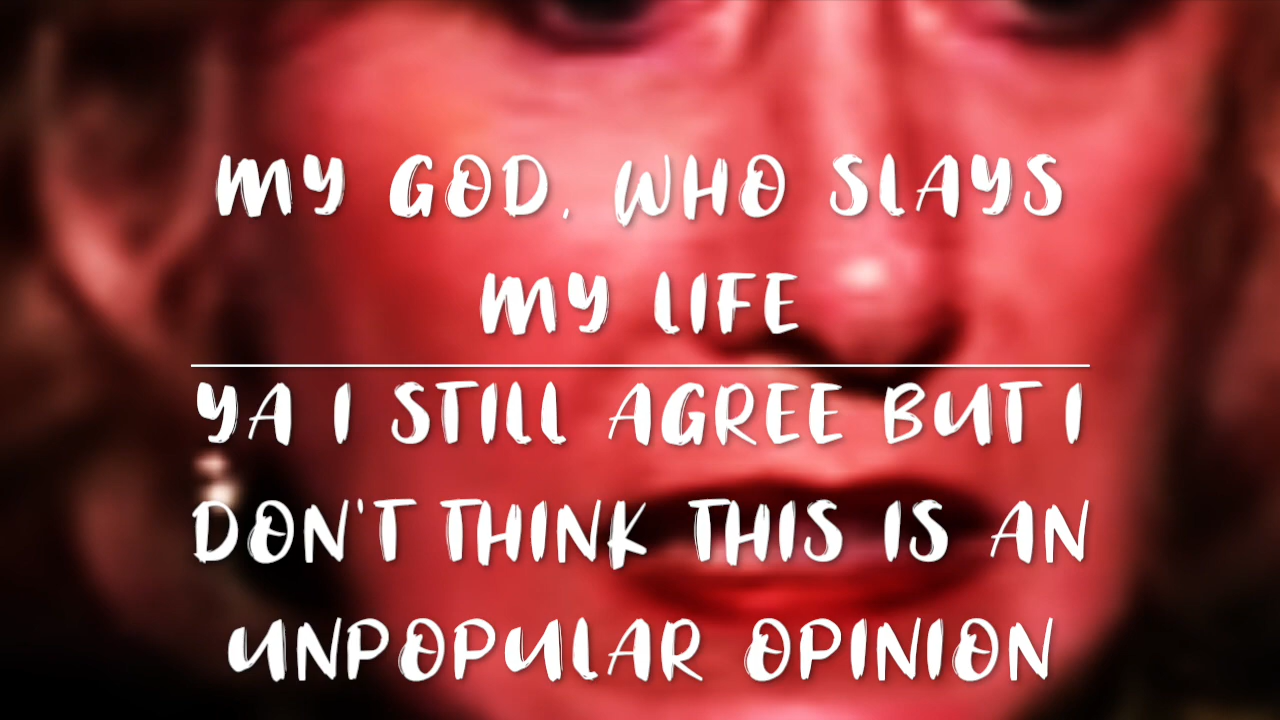 MY GOD, WHO SLAYS
MY LIFE
YA I STILL AGREE BUT I
DON'T THINK THIS IS AN
UNPOPULAR OPINION